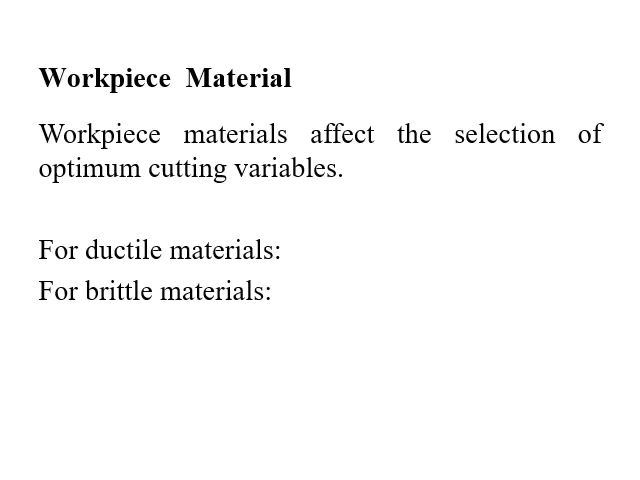 Workpiece Material
Workpiece materials affect the selection of
optimum cutting variables.
For ductile materials:
For brittle materials: